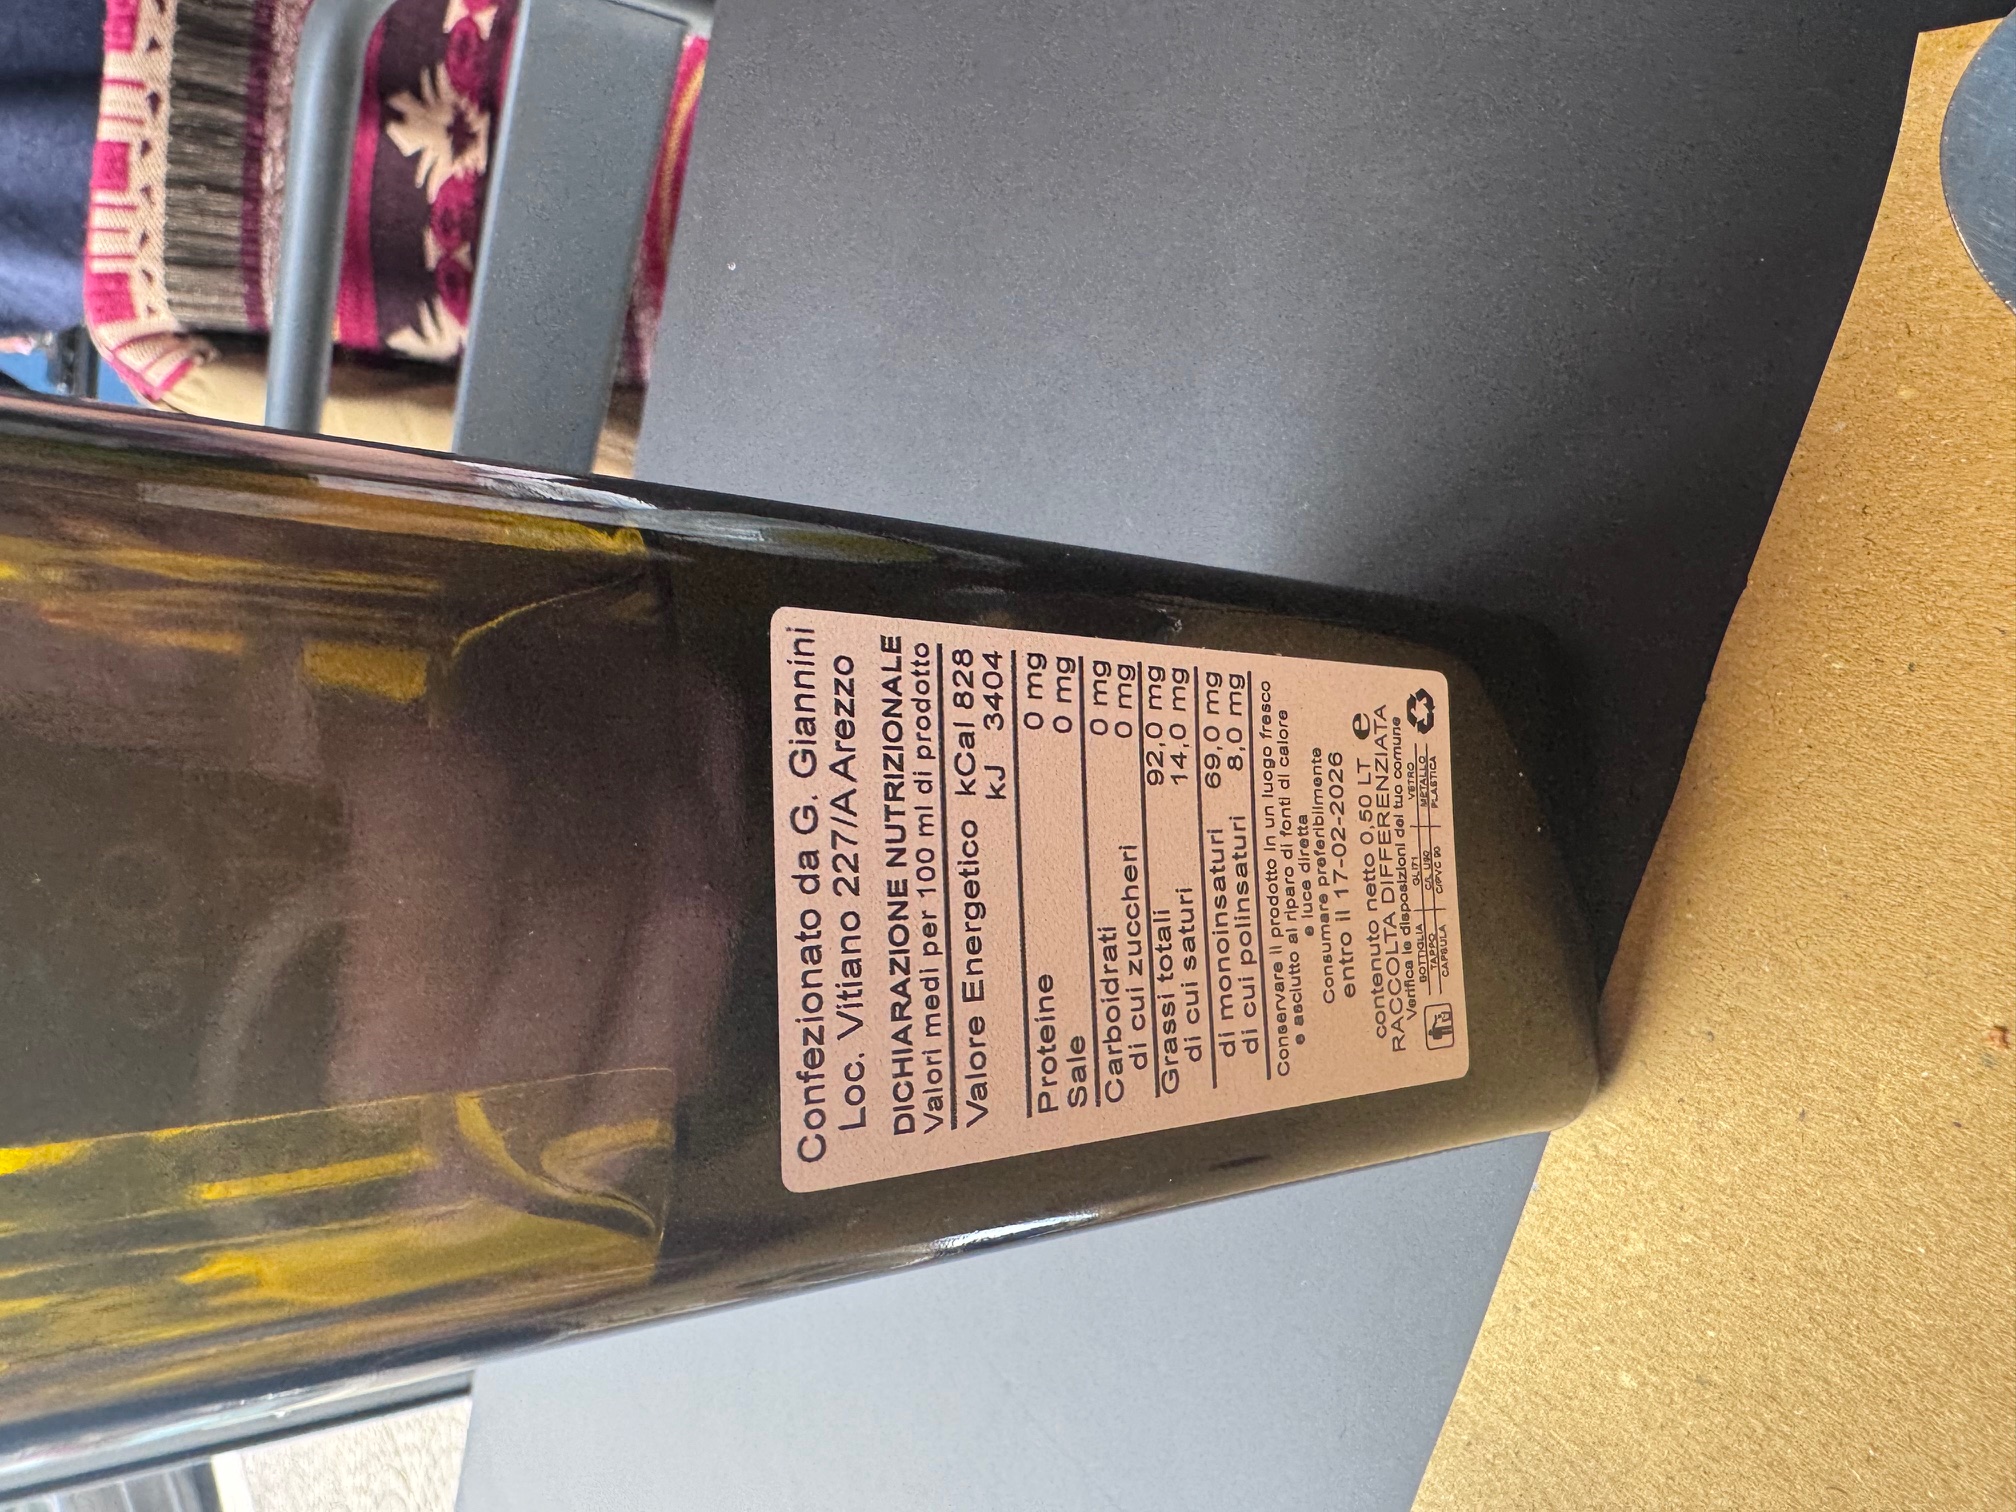 Confezionato da G. Giannini
Loc. Vitiano 227/A Arezzo
DICHIARAZIONE NUTRIZIONALE
Valori medi per 100 ml di prodotto
Valore Energetico kCal 828
kJ 3404
Proteine 0 mg
Sale 0 mg
Carboidrati 0 mg
di cui zuccheri 0 mg
Grassi totali 92,0 mg
di cui saturi 14,0 mg
di monoinsaturi 69,0 mg
di cui polinsaturi 8,0 mg
Conservare il prodotto in un luogo fresco
e asciutto al riparo di fonti di calore
e luce diretta
Consumare preferibilmente
entro il 17-02-2026
contenuto netto 0,50 LT e
RACCOLTA DIFFERENZIATA
Verifica le disposizioni del tuo comune
BOTTIGLIA GL 171 VETRO
TAPPO METALLO
CAPSULA C/PVC 90 PLASTICA